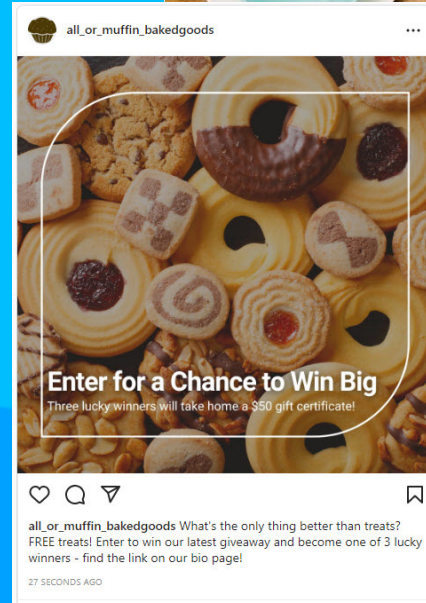 all_or_muffin_bakedgoods
Enter for a Chance to Win Big
Three lucky winners will take home a $50 gift certificate!
all_or_muffin_bakedgoods What's the only thing better than treats?
FREE treats! Enter to win our latest giveaway and become one of 3 lucky
winners - find the link on our bio page!
27 SECONDS AGO